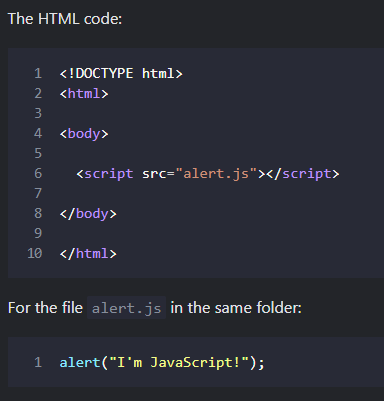 The HTML code:
1 <!DOCTYPE html>
2 <html>
3
4 <body>
5
6   <script src="alert.js"></script>
7
8 </body>
9
10 </html>
For the file alert.js in the same folder:
1 alert("I'm JavaScript!");